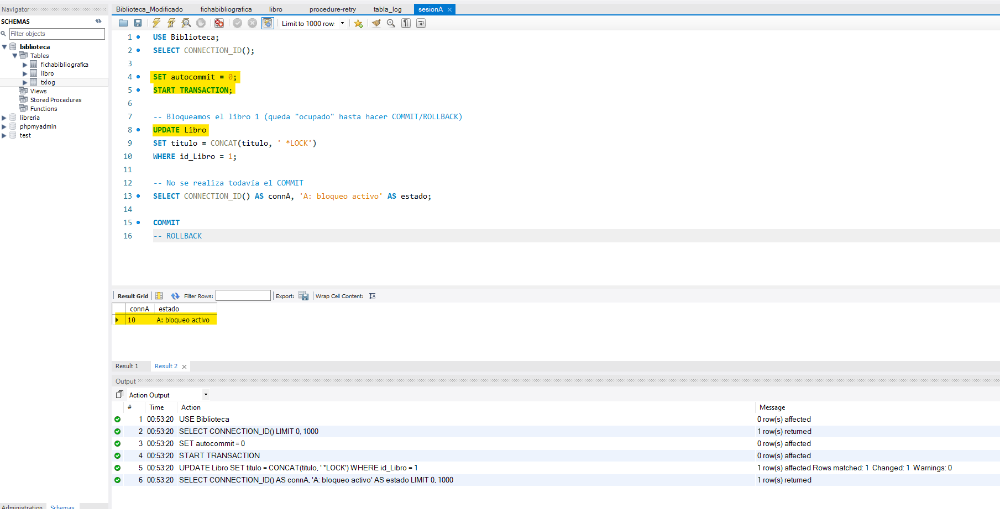 Navigator
SCHEMAS
Filter objects
biblioteca
Tables
fichabibliografica
libro
txlog
Views
Stored Procedures
Functions
libreria
phpmyadmin
test
Administration Schemas
Biblioteca_Modificado fichabibliografica libro procedure-retry tabla_log sesionA
Limit to 1000 row
1 USE Biblioteca;
2 SELECT CONNECTION_ID();
3
4 SET autocommit = 0;
5 START TRANSACTION;
6
7 -- Bloqueamos el libro 1 (queda "ocupado" hasta hacer COMMIT/ROLLBACK)
8 UPDATE Libro
9 SET titulo = CONCAT(titulo, ' *LOCK')
10 WHERE id_Libro = 1;
11
12 -- No se realiza todavía el COMMIT
13 SELECT CONNECTION_ID() AS connA, 'A: bloqueo activo' AS estado;
14
15 COMMIT
16 -- ROLLBACK
Result Grid Filter Rows: Export: Wrap Cell Content:
connA estado
10 A: bloqueo activo
Result 1 Result 2
Output
Action Output
# Time Action Message
1 00:53:20 USE Biblioteca 0 row(s) affected
2 00:53:20 SELECT CONNECTION_ID() LIMIT 0, 1000 1 row(s) returned
3 00:53:20 SET autocommit = 0 0 row(s) affected
4 00:53:20 START TRANSACTION 0 row(s) affected
5 00:53:20 UPDATE Libro SET titulo = CONCAT(titulo, ' *LOCK') WHERE id_Libro = 1 1 row(s) affected Rows matched: 1 Changed: 1 Warnings: 0
6 00:53:20 SELECT CONNECTION_ID() AS connA, 'A: bloqueo activo' AS estado LIMIT 0, 1000 1 row(s) returned